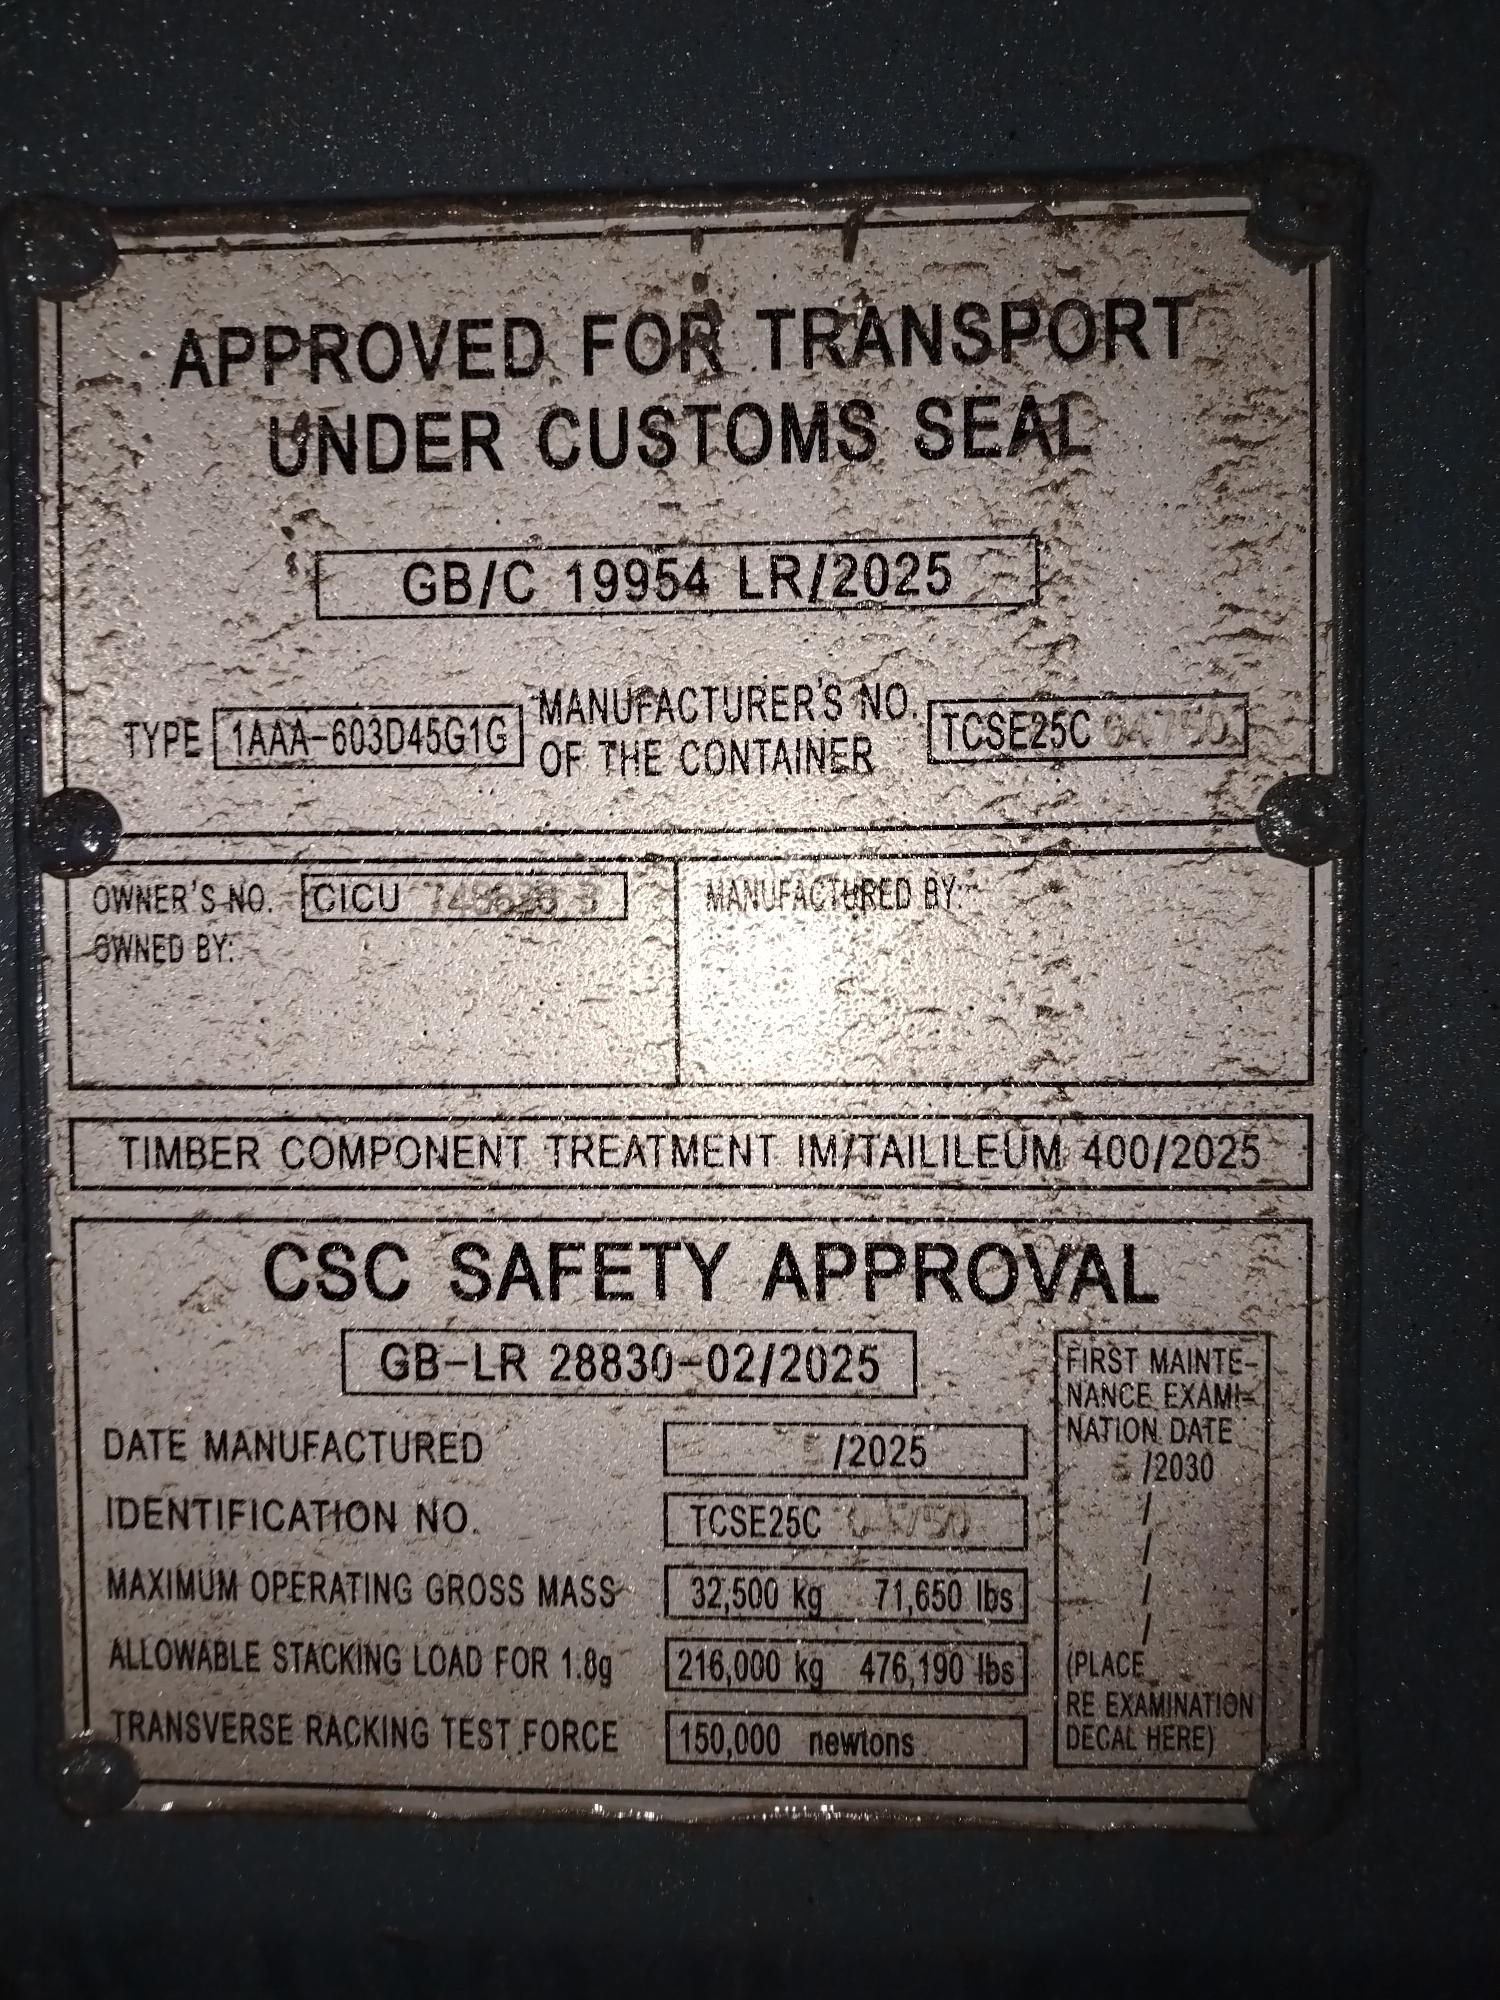 APPROVED FOR TRANSPORT
UNDER CUSTOMS SEAL
GB/C 19954 LR/2025
TYPE 1AAA-603D45G1G MANUFACTURER'S NO. OF THE CONTAINER TCSE25C
OWNER'S NO. CICU
OWNED BY:
MANUFACTURED BY:
TIMBER COMPONENT TREATMENT IM/TAILILEUM 400/2025
CSC SAFETY APPROVAL
GB-LR 28830-02/2025
DATE MANUFACTURED 5/2025
IDENTIFICATION NO. TCSE25C
MAXIMUM OPERATING GROSS MASS 32,500 kg 71,650 lbs
ALLOWABLE STACKING LOAD FOR 1.8g 216,000 kg 476,190 lbs
TRANSVERSE RACKING TEST FORCE 150,000 newtons
FIRST MAINTE-
NANCE EXAMI-
NATION DATE
5/2030
/
/
/
/
(PLACE
RE EXAMINATION
DECAL HERE)